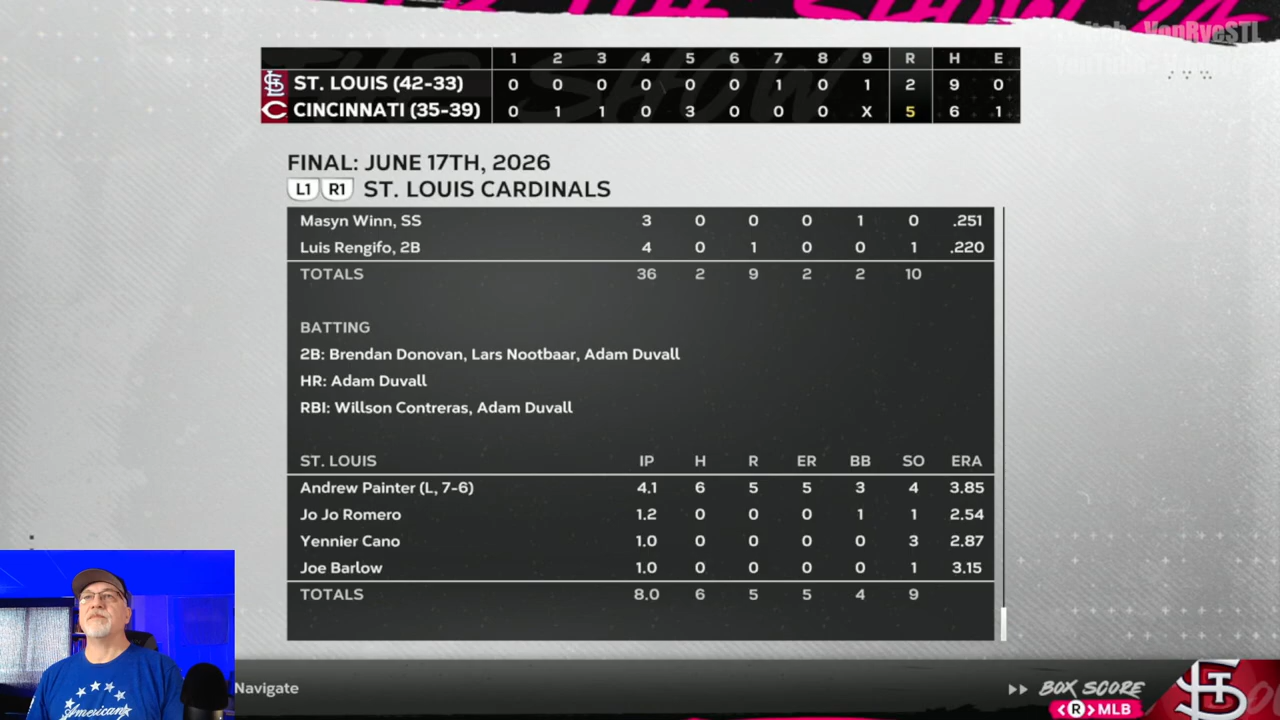 THE SHOW 24
Twitch - VonRyeSTL
1 2 3 4 5 6 7 8 9 R H E
ST. LOUIS (42-33) 0 0 0 0 0 0 1 0 1 2 9 0
CINCINNATI (35-39) 0 1 1 0 3 0 0 0 X 5 6 1
FINAL: JUNE 17TH, 2026
L1 R1 ST. LOUIS CARDINALS
Masyn Winn, SS 3 0 0 0 1 0 .251
Luis Rengifo, 2B 4 0 1 0 0 1 .220
TOTALS 36 2 9 2 2 10
BATTING
2B: Brendan Donovan, Lars Nootbaar, Adam Duvall
HR: Adam Duvall
RBI: Willson Contreras, Adam Duvall
ST. LOUIS IP H R ER BB SO ERA
Andrew Painter (L, 7-6) 4.1 6 5 5 3 4 3.85
Jo Jo Romero 1.2 0 0 0 1 1 2.54
Yennier Cano 1.0 0 0 0 0 3 2.87
Joe Barlow 1.0 0 0 0 0 1 3.15
TOTALS 8.0 6 5 5 4 9
American
Navigate
BOX SCORE
R MLB